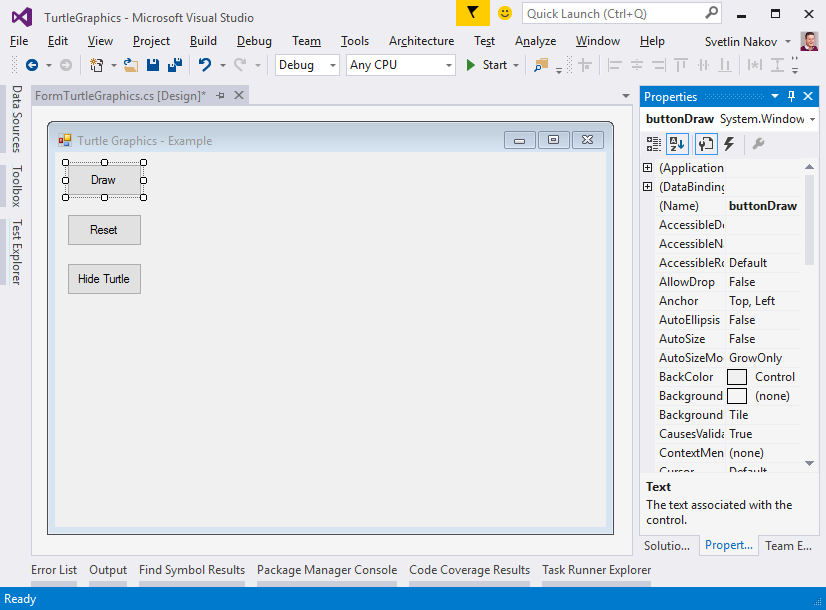 TurtleGraphics - Microsoft Visual Studio
Quick Launch (Ctrl+Q)
File Edit View Project Build Debug Team Tools Architecture Test Analyze Window Help Svetlin Nakov
Debug Any CPU Start
Data Sources
Toolbox
Test Explorer
FormTurtleGraphics.cs [Design]*
Turtle Graphics - Example
Draw
Reset
Hide Turtle
Properties
buttonDraw System.Window
(Application
(DataBinding
(Name) buttonDraw
AccessibleDe
AccessibleNa
AccessibleRo Default
AllowDrop False
Anchor Top, Left
AutoEllipsis False
AutoSize False
AutoSizeMo GrowOnly
BackColor Control
Background (none)
Background Tile
CausesValida True
ContextMen (none)
Cursor Default
Text
The text associated with the
control.
Solutio... Propert... Team E...
Error List Output Find Symbol Results Package Manager Console Code Coverage Results Task Runner Explorer
Ready